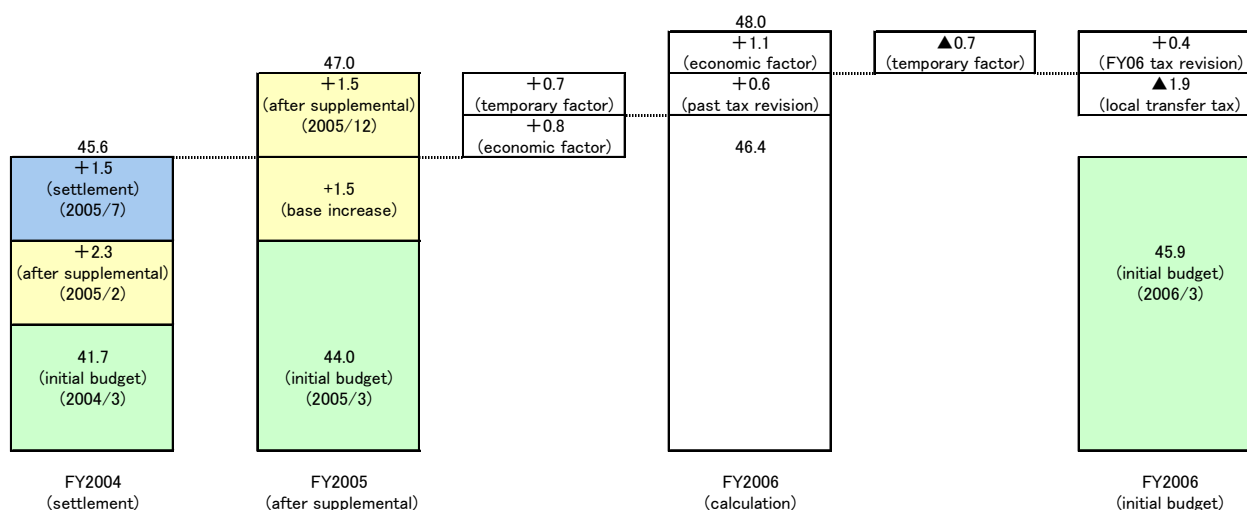 45.6
＋1.5
(settlement)
(2005/7)
＋2.3
(after supplemental)
(2005/2)
41.7
(initial budget)
(2004/3)
FY2004
(settlement)
47.0
＋1.5
(after supplemental)
(2005/12)
+1.5
(base increase)
44.0
(initial budget)
(2005/3)
FY2005
(after supplemental)
＋0.7
(temporary factor)
＋0.8
(economic factor)
48.0
＋1.1
(economic factor)
＋0.6
(past tax revision)
46.4
FY2006
(calculation)
▲0.7
(temporary factor)
＋0.4
(FY06 tax revision)
▲1.9
(local transfer tax)
45.9
(initial budget)
(2006/3)
FY2006
(initial budget)